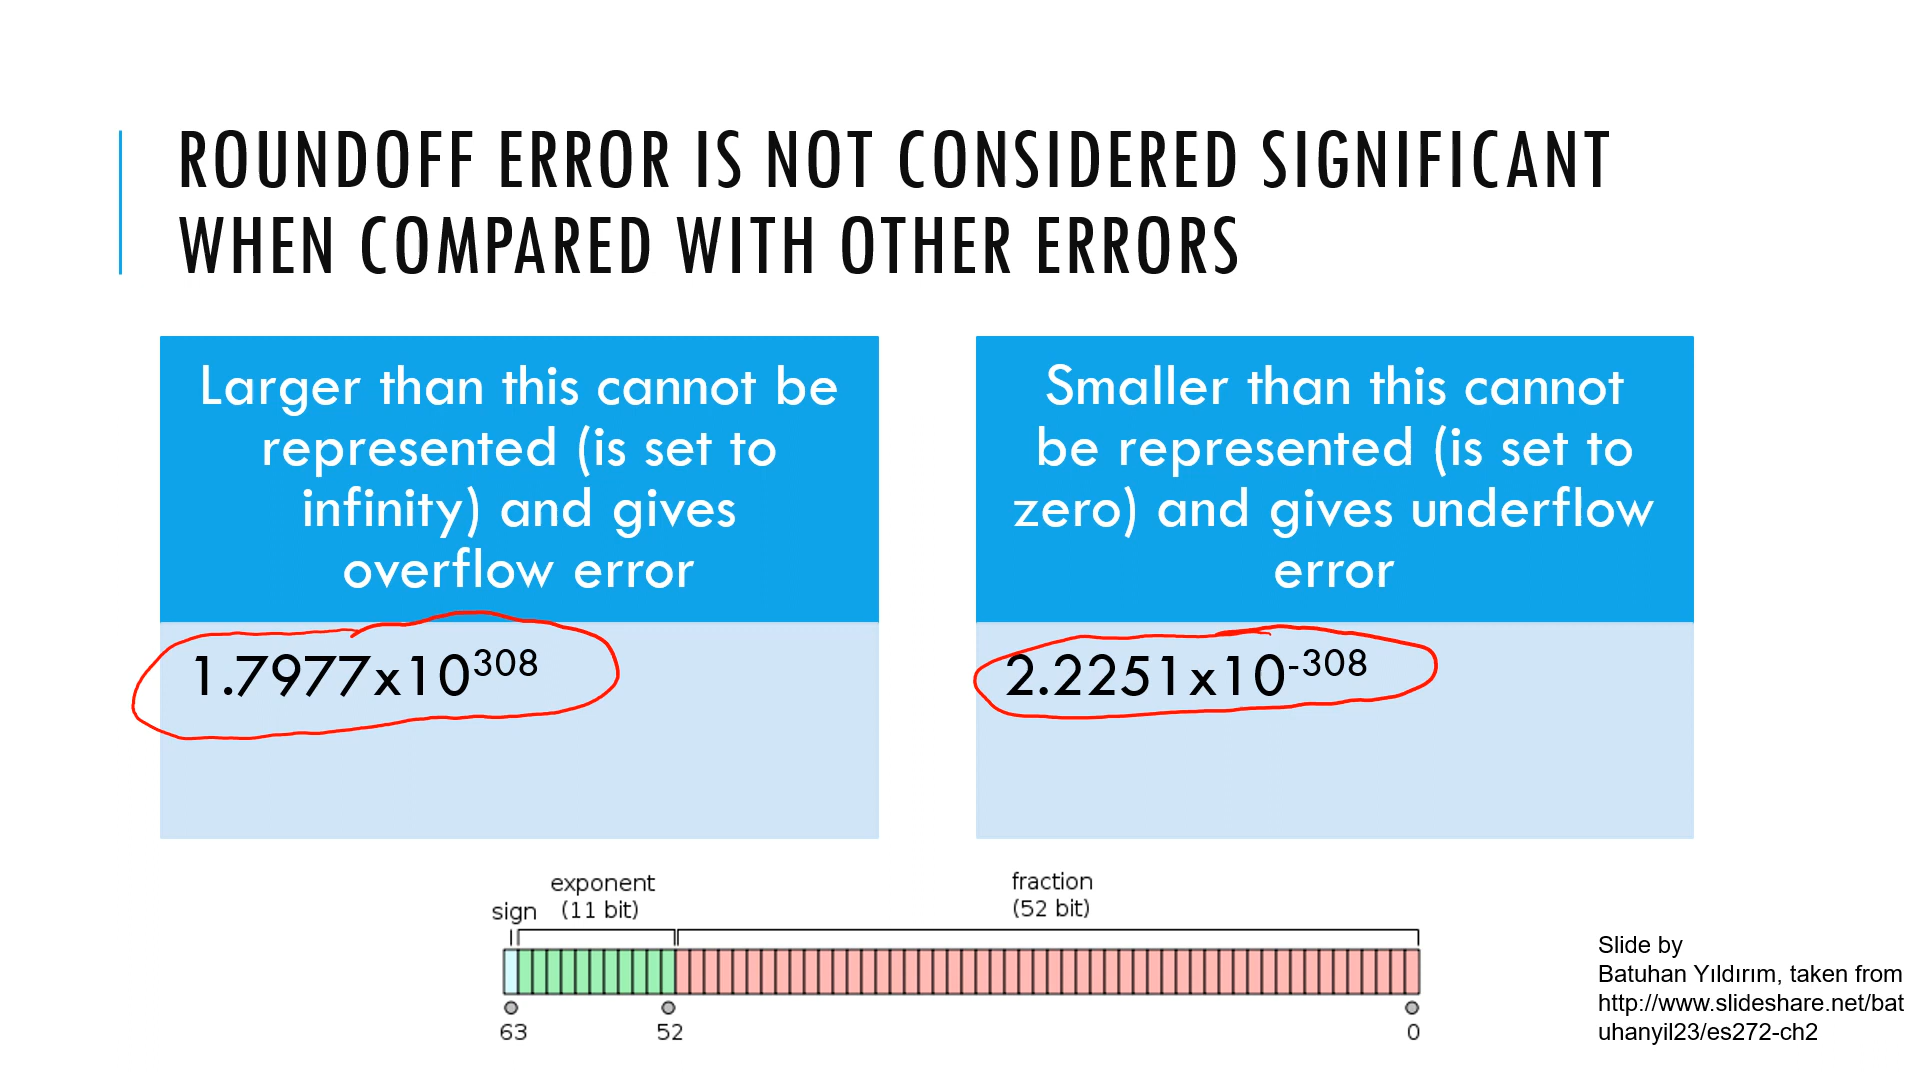 ROUNDOFF ERROR IS NOT CONSIDERED SIGNIFICANT
WHEN COMPARED WITH OTHER ERRORS
Larger than this cannot be
represented (is set to
infinity) and gives
overflow error
1.7977x10³⁰⁸
Smaller than this cannot
be represented (is set to
zero) and gives underflow
error
2.2251x10⁻³⁰⁸
sign
exponent
(11 bit)
fraction
(52 bit)
63
52
0
Slide by
Batuhan Yıldırım, taken from
http://www.slideshare.net/bat
uhanyil23/es272-ch2